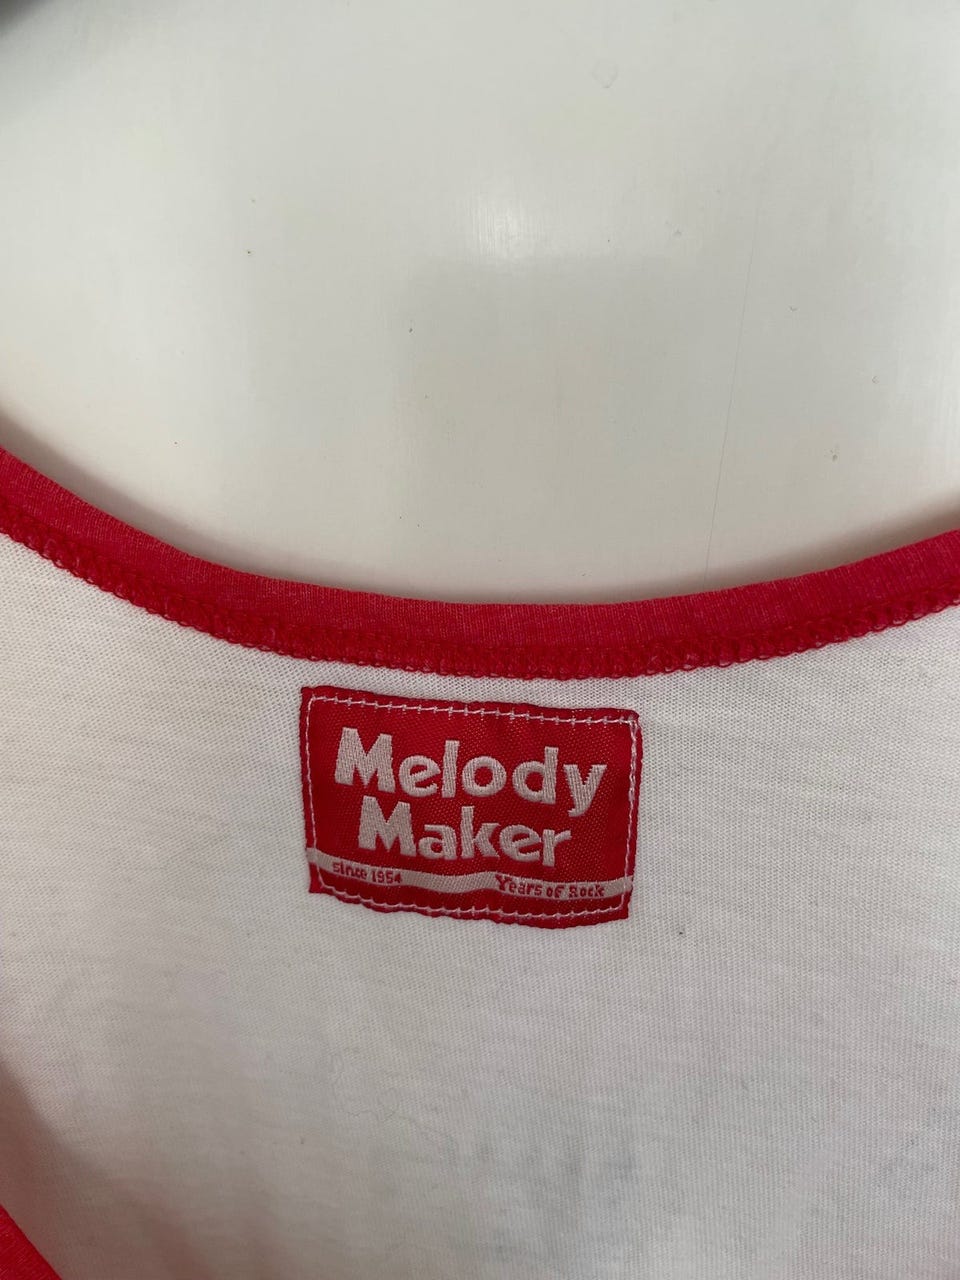 Melody
Maker
since 1954 Years of Rock